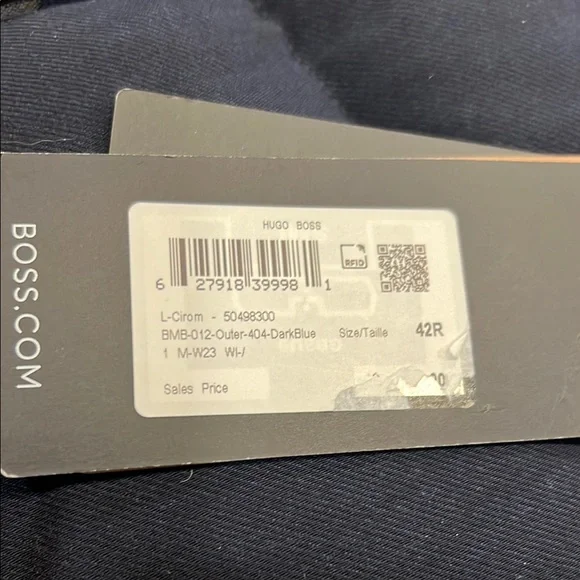 BOSS.COM
HUGO BOSS
RFID
6 27918 39998 1
L-Cirom - 50498300
BMB-012-Outer-404-DarkBlue Size/Taille 42R
1 M-W23 WI-/
Sales Price